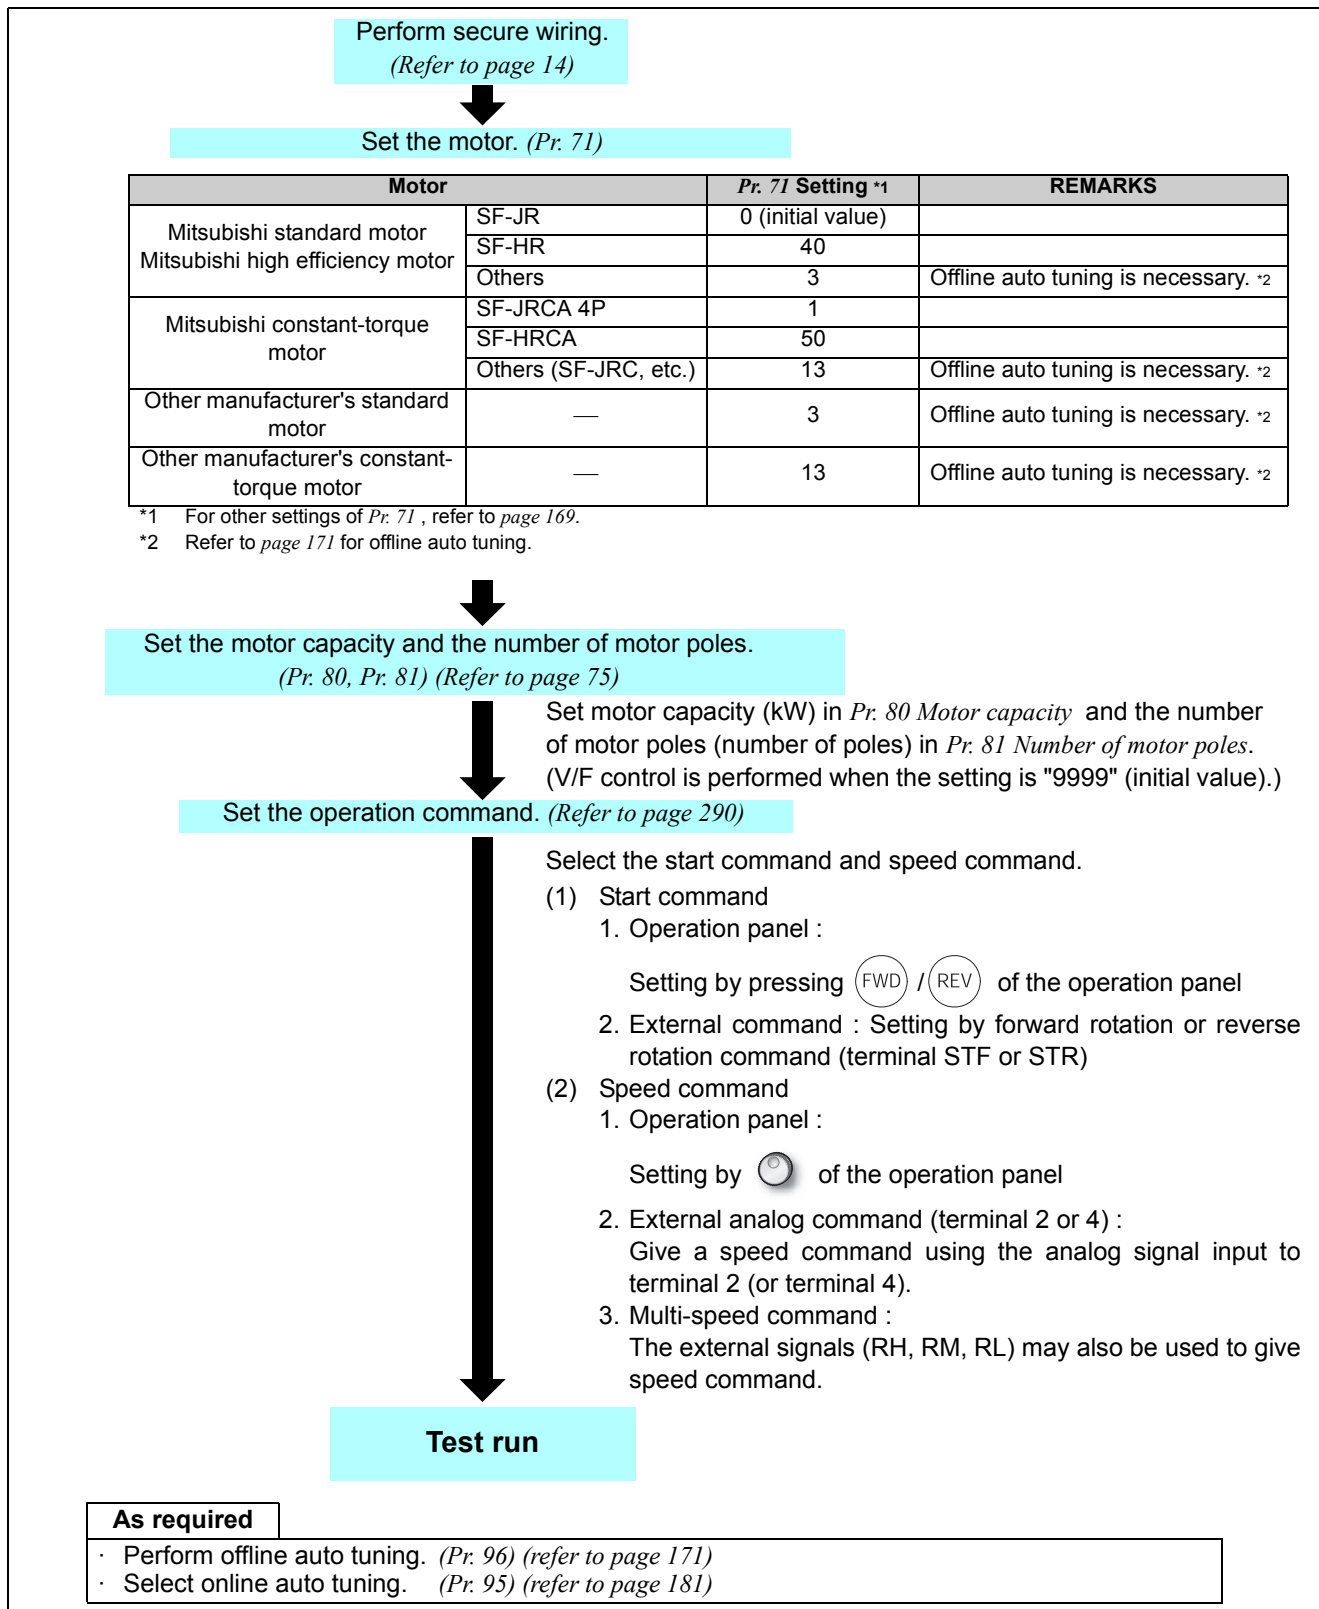 Perform secure wiring.
(Refer to page 14)
Set the motor. (Pr. 71)
Motor Pr. 71 Setting *1 REMARKS
Mitsubishi standard motor
Mitsubishi high efficiency motor
SF-JR 0 (initial value)
SF-HR 40
Others 3 Offline auto tuning is necessary. *2
Mitsubishi constant-torque
motor
SF-JRCA 4P 1
SF-HRCA 50
Others (SF-JRC, etc.) 13 Offline auto tuning is necessary. *2
Other manufacturer's standard
motor
— 3 Offline auto tuning is necessary. *2
Other manufacturer's constant-
torque motor
— 13 Offline auto tuning is necessary. *2
*1 For other settings of Pr. 71 , refer to page 169.
*2 Refer to page 171 for offline auto tuning.
Set the motor capacity and the number of motor poles.
(Pr. 80, Pr. 81) (Refer to page 75)
Set motor capacity (kW) in Pr. 80 Motor capacity and the number
of motor poles (number of poles) in Pr. 81 Number of motor poles.
(V/F control is performed when the setting is "9999" (initial value).)
Set the operation command. (Refer to page 290)
Select the start command and speed command.
(1) Start command
1. Operation panel :
Setting by pressing FWD / REV of the operation panel
2. External command : Setting by forward rotation or reverse
rotation command (terminal STF or STR)
(2) Speed command
1. Operation panel :
Setting by of the operation panel
2. External analog command (terminal 2 or 4) :
Give a speed command using the analog signal input to
terminal 2 (or terminal 4).
3. Multi-speed command :
The external signals (RH, RM, RL) may also be used to give
speed command.
Test run
As required
· Perform offline auto tuning. (Pr. 96) (refer to page 171)
· Select online auto tuning. (Pr. 95) (refer to page 181)